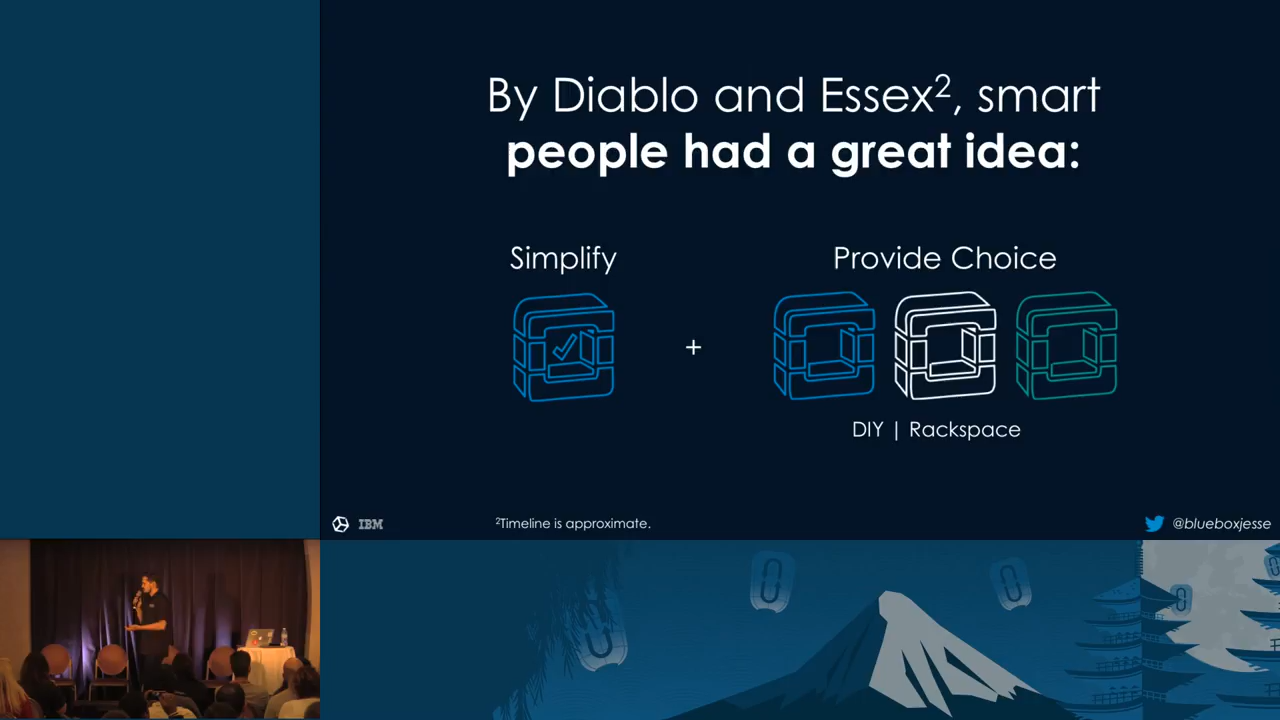 By Diablo and Essex², smart
people had a great idea:
Simplify
Provide Choice
+
DIY | Rackspace
IBM
²Timeline is approximate.
@blueboxjesse